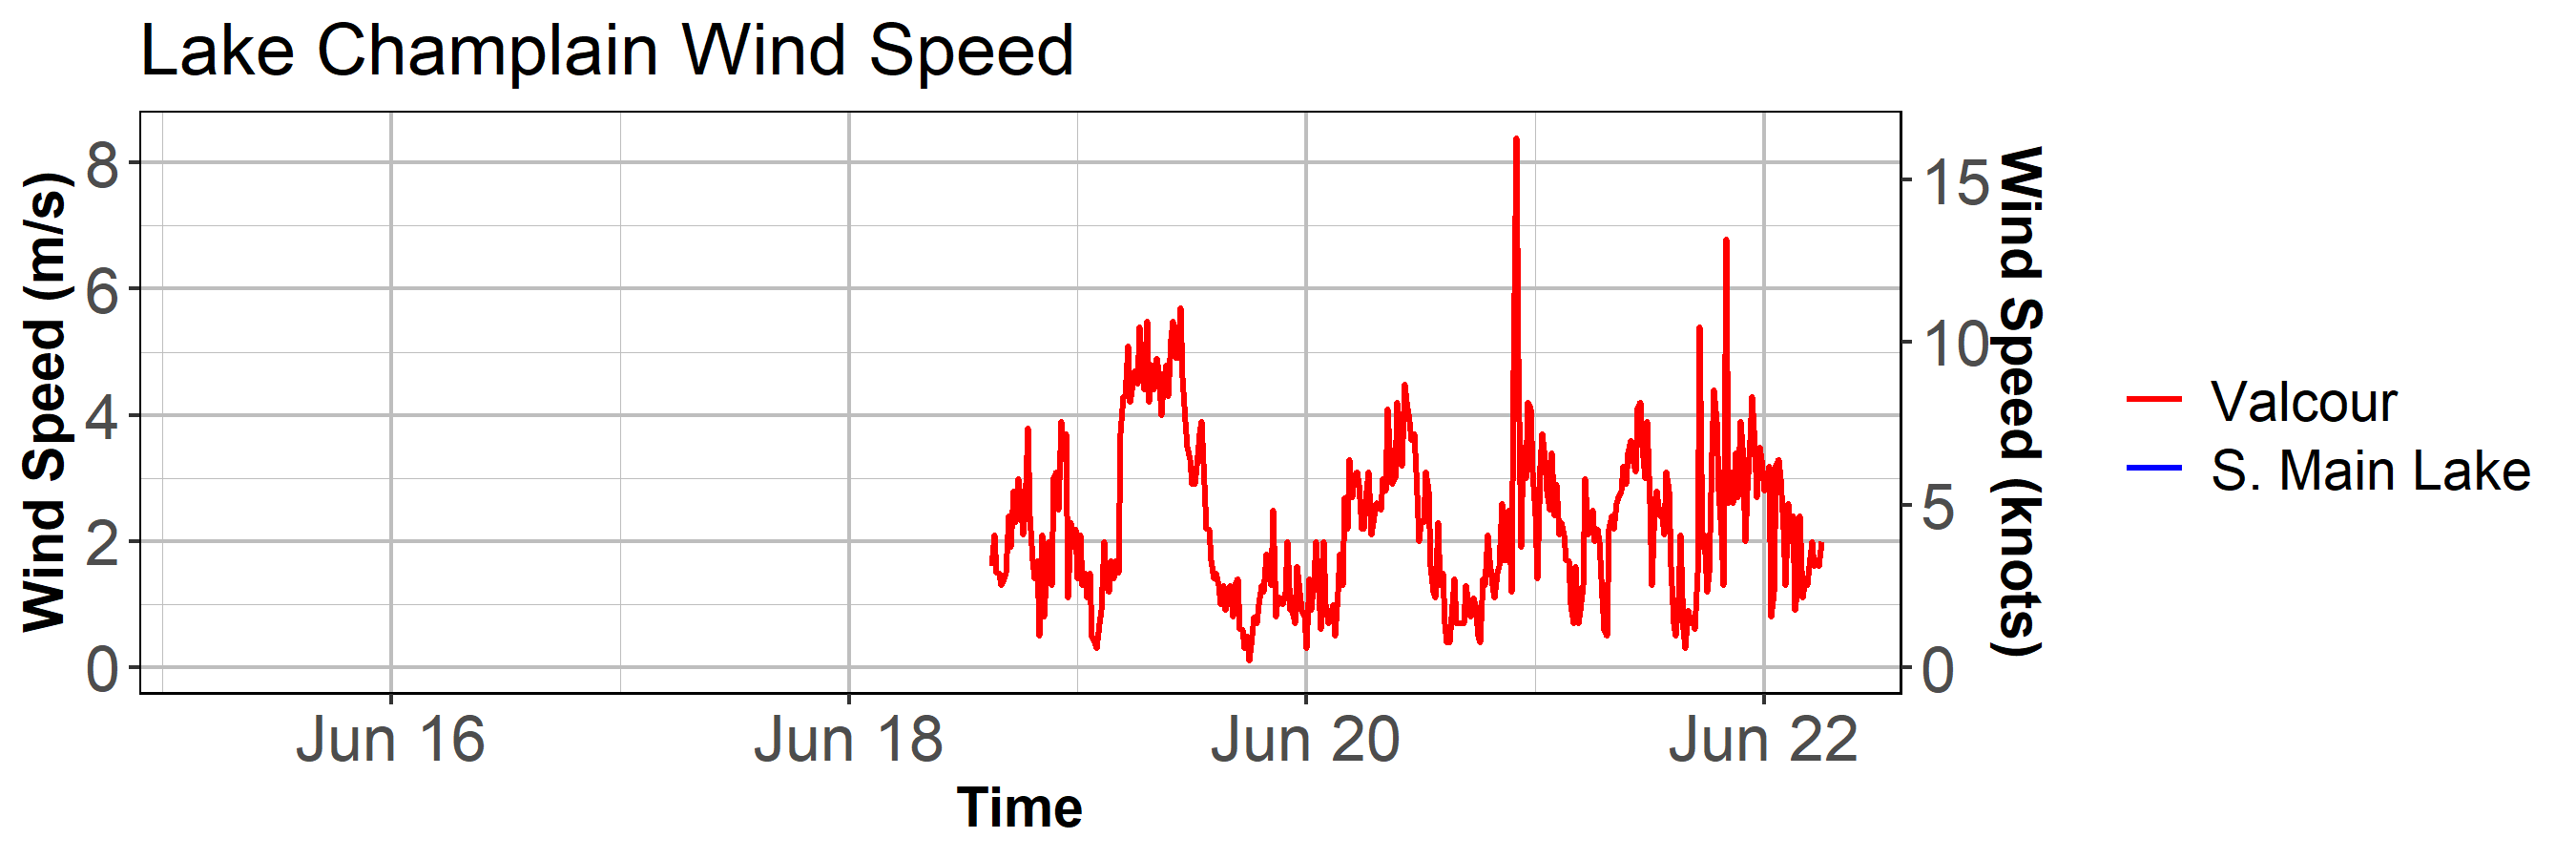 Lake Champlain Wind Speed
Wind Speed (m/s)
8
6
4
2
0
15
10
5
0
Wind Speed (knots)
Jun 16
Jun 18
Jun 20
Jun 22
Time
Valcour
S. Main Lake